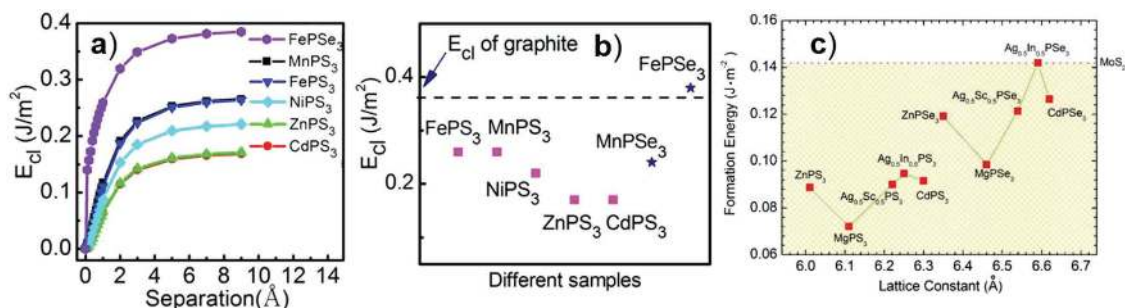 a)
E_cl (J/m²)
0.4
0.3
0.2
0.1
0.0
0 2 4 6 8 10 12 14
Separation(Å)
FePSe₃
MnPS₃
FePS₃
NiPS₃
ZnPS₃
CdPS₃
b)
E_cl of graphite
E_cl (J/m²)
0.4
0.2
FePSe₃
FePS₃
MnPS₃
MnPSe₃
NiPS₃
ZnPS₃ CdPS₃
Different samples
c)
Formation Energy (J·m⁻²)
0.16
0.14
0.12
0.10
0.08
0.06
Ag₀.₅In₀.₅PSe₃
MoS₂
Ag₀.₅Sc₀.₅PSe₃
ZnPSe₃
CdPSe₃
Ag₀.₅In₀.₅PS₃
MgPSe₃
ZnPS₃
Ag₀.₅Sc₀.₅PS₃
CdPS₃
MgPS₃
6.0 6.1 6.2 6.3 6.4 6.5 6.6 6.7
Lattice Constant (Å)